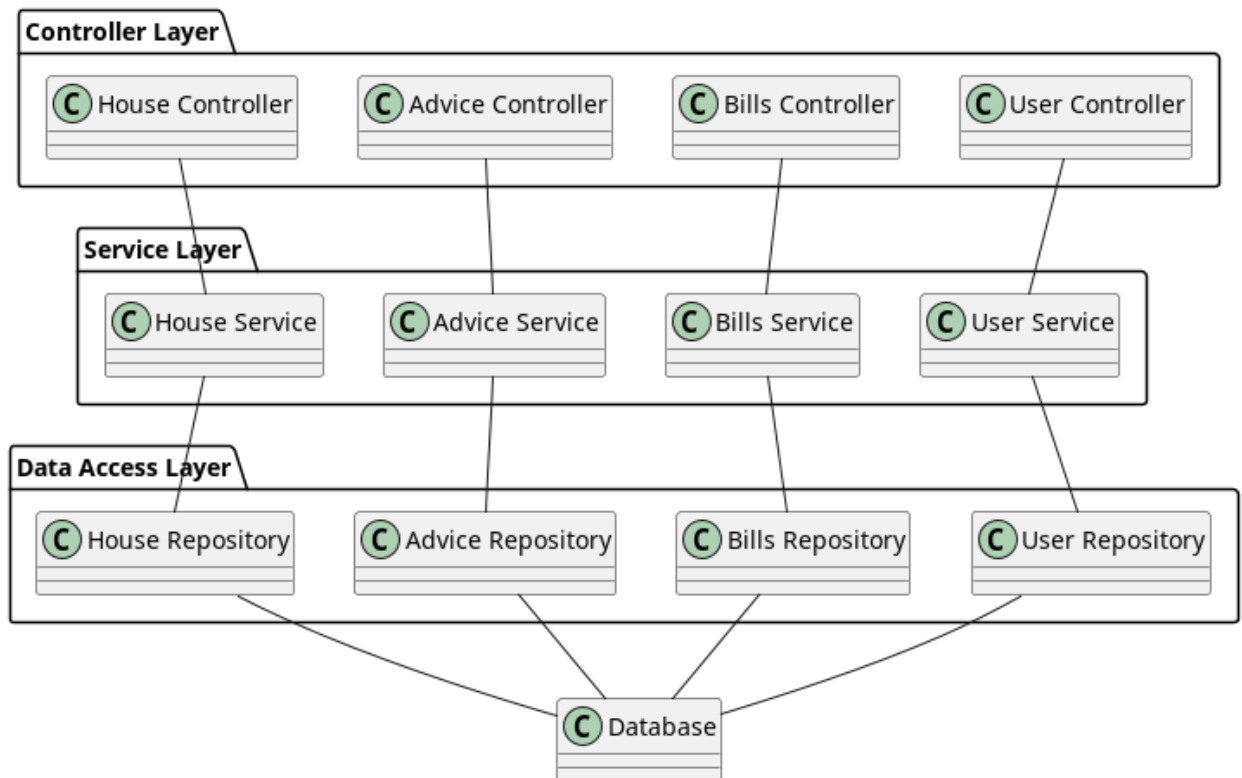 Controller Layer
C House Controller
C Advice Controller
C Bills Controller
C User Controller
Service Layer
C House Service
C Advice Service
C Bills Service
C User Service
Data Access Layer
C House Repository
C Advice Repository
C Bills Repository
C User Repository
C Database